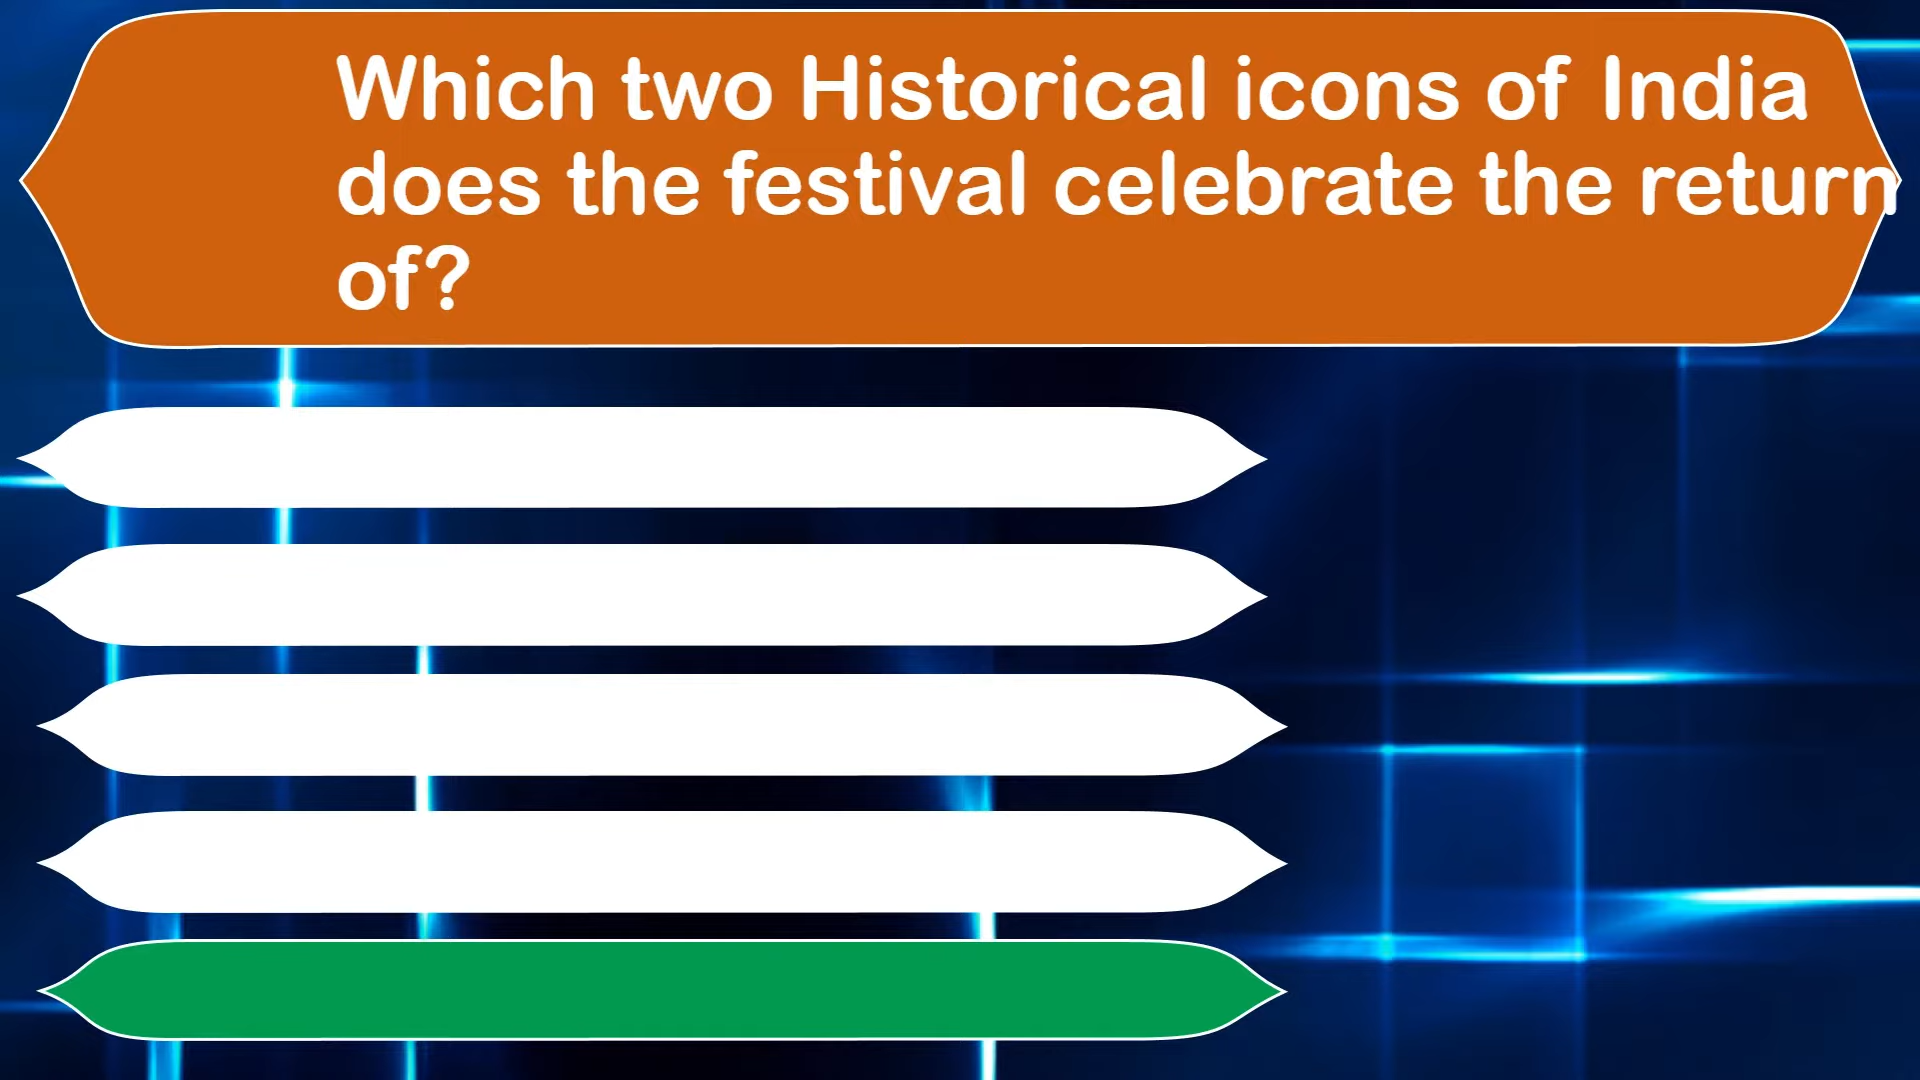 Which two Historical icons of India
does the festival celebrate the return
of?